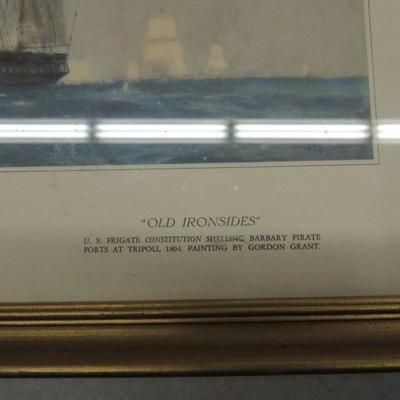 "OLD IRONSIDES"
U. S. FRIGATE CONSTITUTION SHELLING BARBARY PIRATE
FORTS AT TRIPOLI, 1804. PAINTING BY GORDON GRANT.